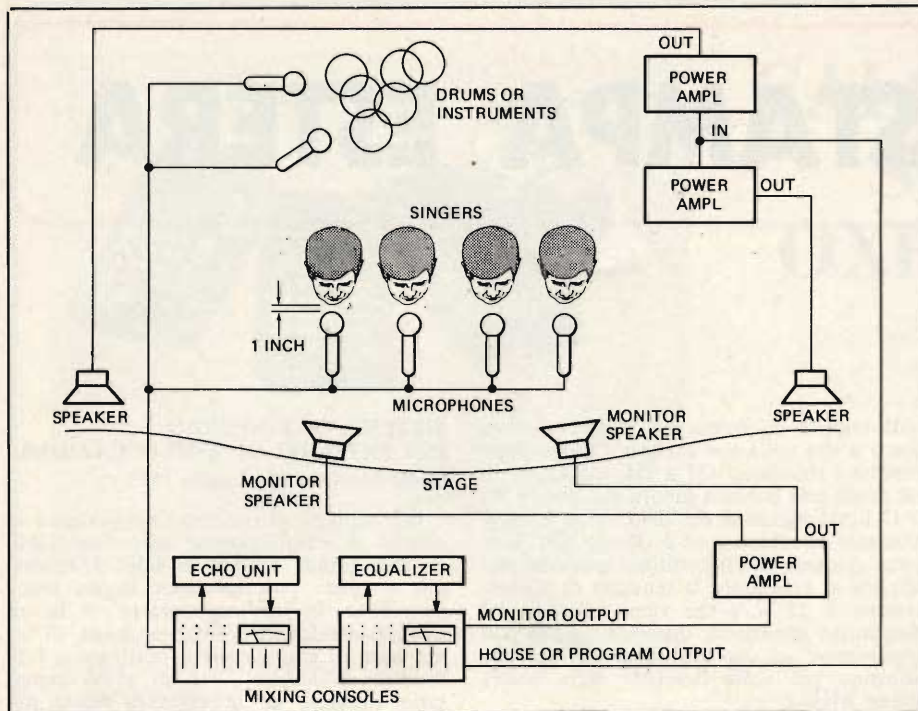 OUT
POWER
AMPL
DRUMS OR
INSTRUMENTS
IN
POWER
AMPL
OUT
SINGERS
1 INCH
MICROPHONES
SPEAKER
MONITOR
SPEAKER
SPEAKER
MONITOR
SPEAKER
STAGE
OUT
POWER
AMPL
ECHO UNIT
EQUALIZER
MONITOR OUTPUT
HOUSE OR PROGRAM OUTPUT
MIXING CONSOLES